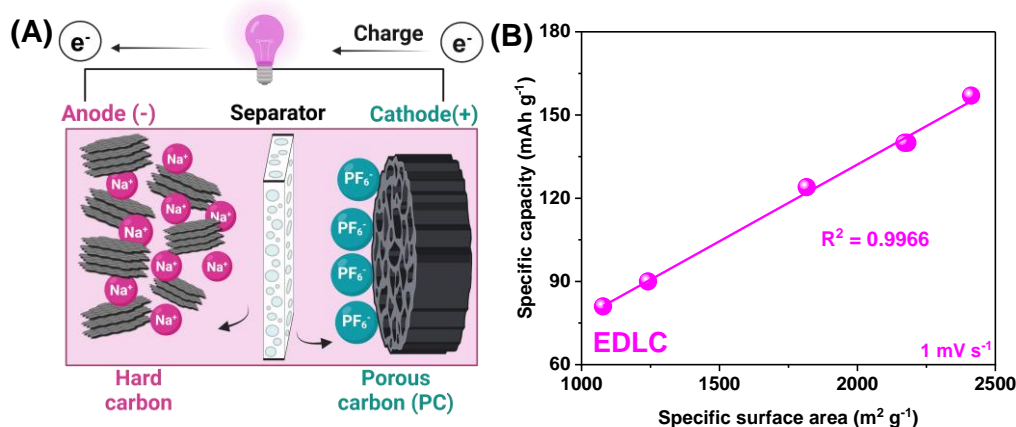 (A)
e⁻
Charge
e⁻
Anode (-)
Separator
Cathode(+)
Na⁺
Na⁺
Na⁺
Na⁺
Na⁺
Na⁺
Na⁺
Na⁺
Na⁺
PF₆⁻
PF₆⁻
PF₆⁻
PF₆⁻
Hard
carbon
Porous
carbon (PC)
(B)
Specific capacity (mAh g⁻¹)
180
150
120
90
60
R² = 0.9966
EDLC
1 mV s⁻¹
1000
1500
2000
2500
Specific surface area (m² g⁻¹)